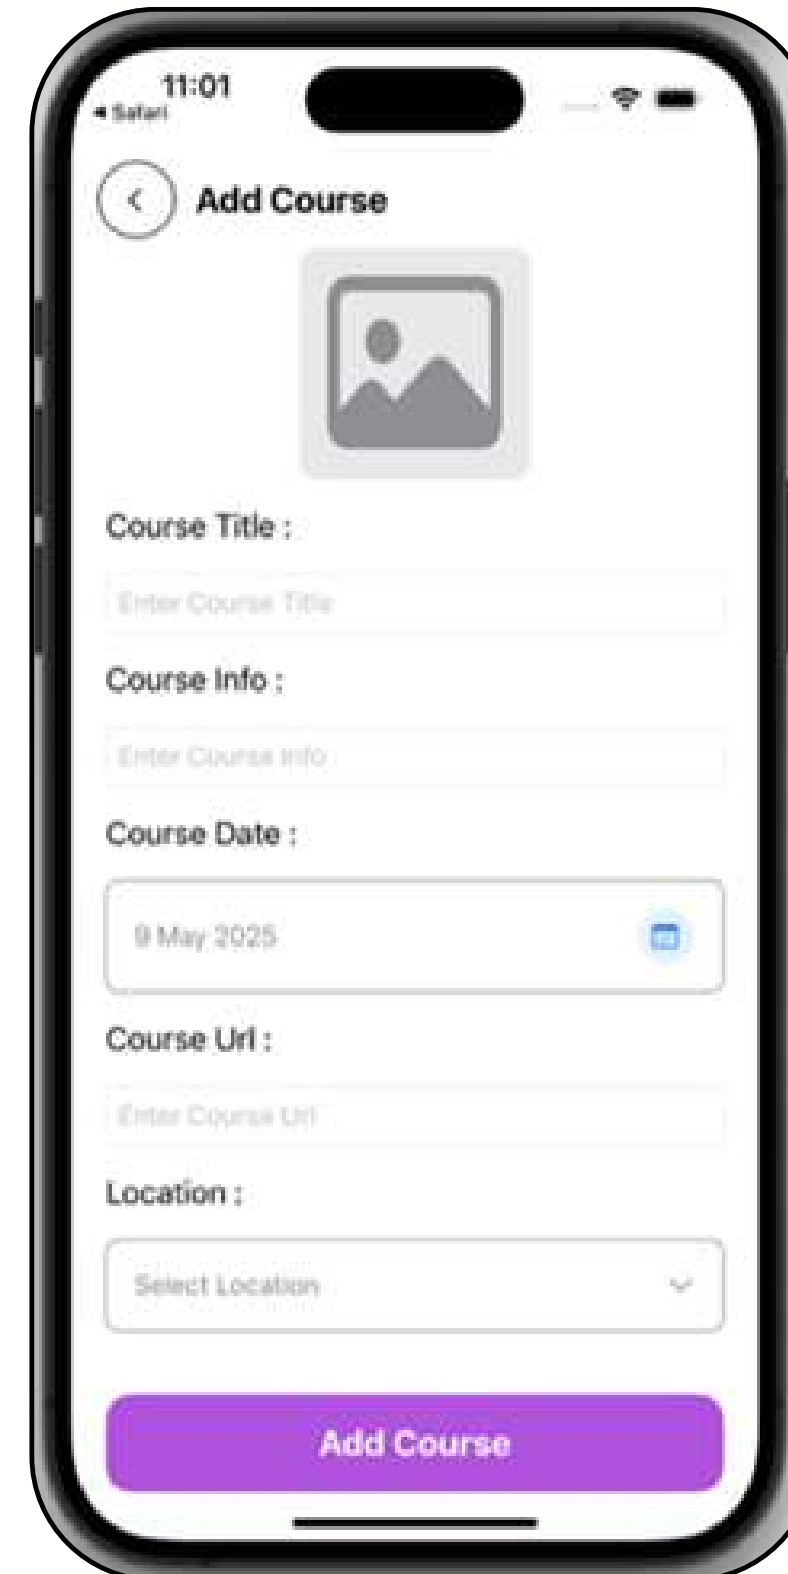 11:01
Safari
Add Course
Course Title :
Enter Course Title
Course Info :
Enter Course Info
Course Date :
9 May 2025
Course Url :
Enter Course Url
Location :
Select Location
Add Course